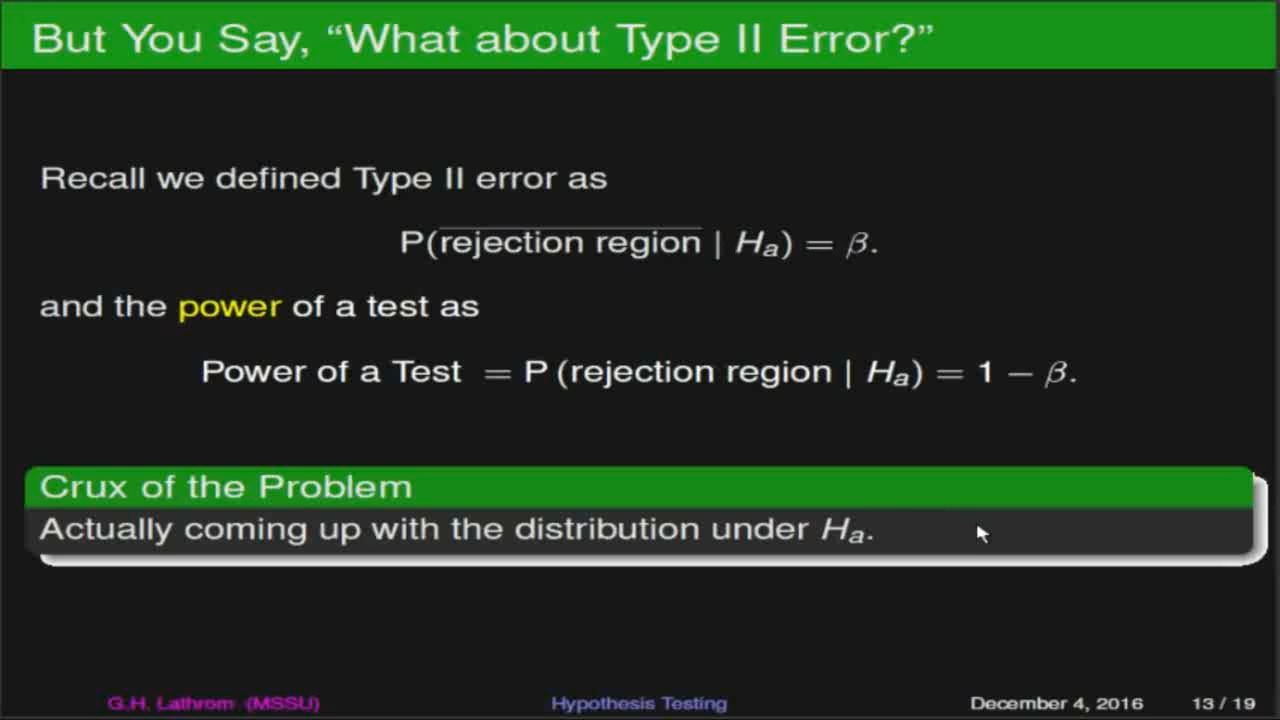 But You Say, “What about Type II Error?”
Recall we defined Type II error as
P(\overline{rejection region} | Hₐ) = β.
and the power of a test as
Power of a Test = P (rejection region | Hₐ) = 1 − β.
Crux of the Problem
Actually coming up with the distribution under Hₐ.
G.H. Lathrom (MSSU) Hypothesis Testing December 4, 2016 13 / 19